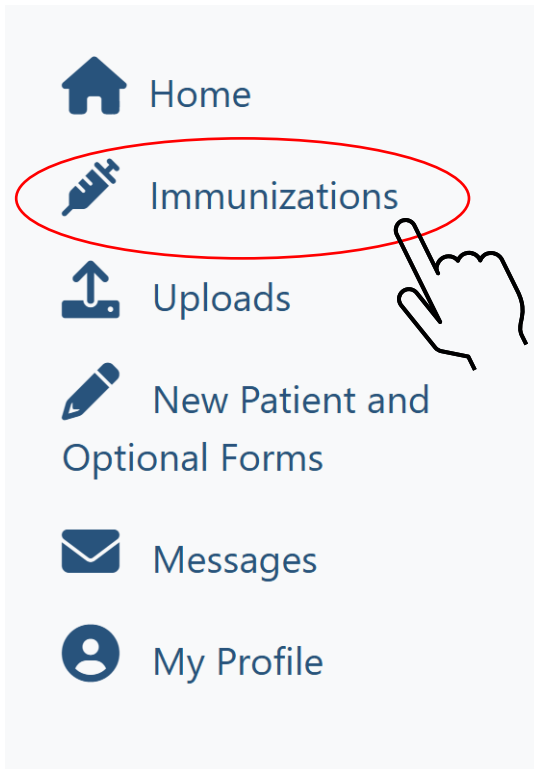 Home
Immunizations
Uploads
New Patient and
Optional Forms
Messages
My Profile